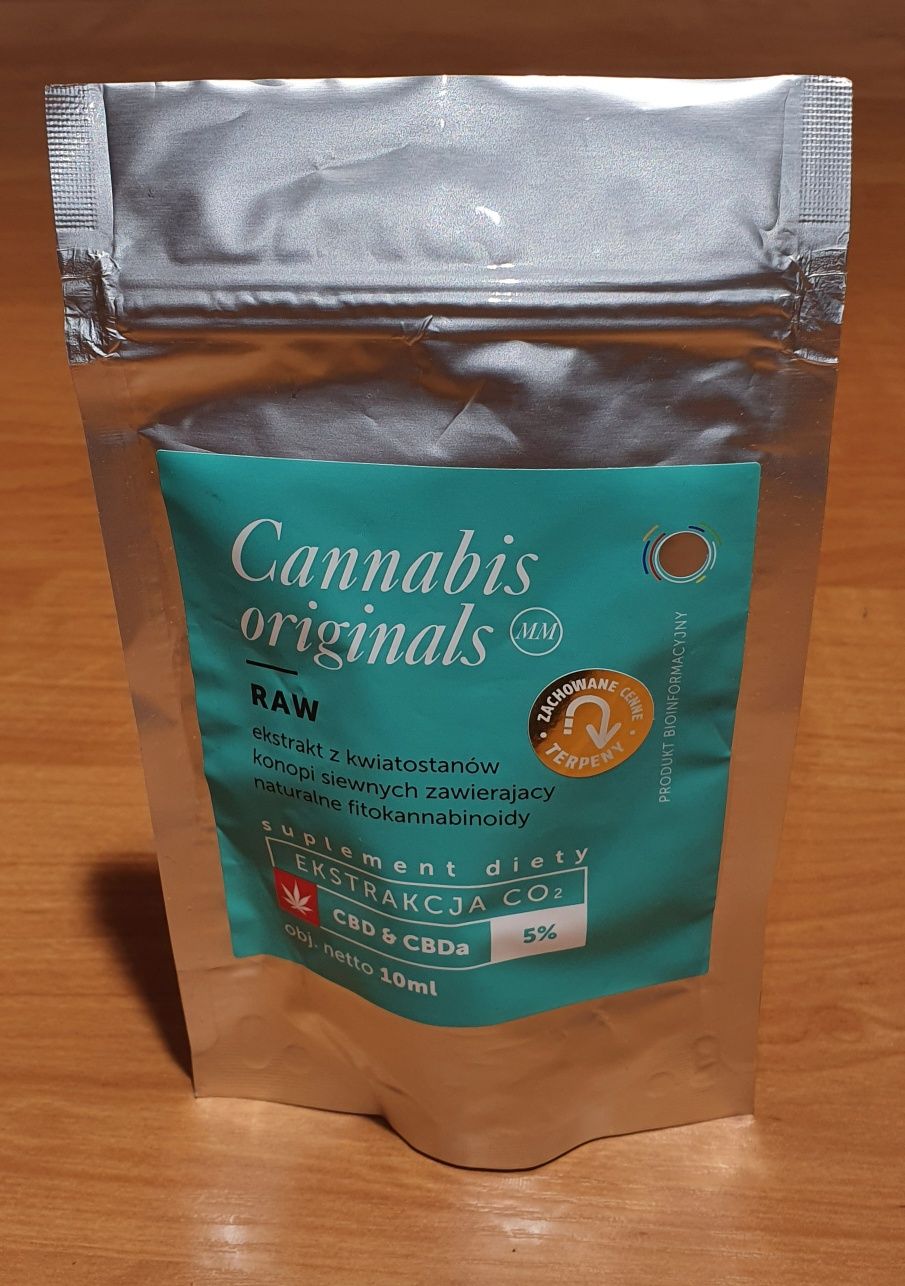 Cannabis
originals MM
RAW
ekstrakt z kwiatostanów
konopi siewnych zawierajacy
naturalne fitokannabinoidy
ZACHOWANE CENNE
TERPENY
PRODUKT BIOINFORMACYJNY
suplement diety
EKSTRAKCJA CO₂
CBD & CBDa 5%
obj. netto 10ml